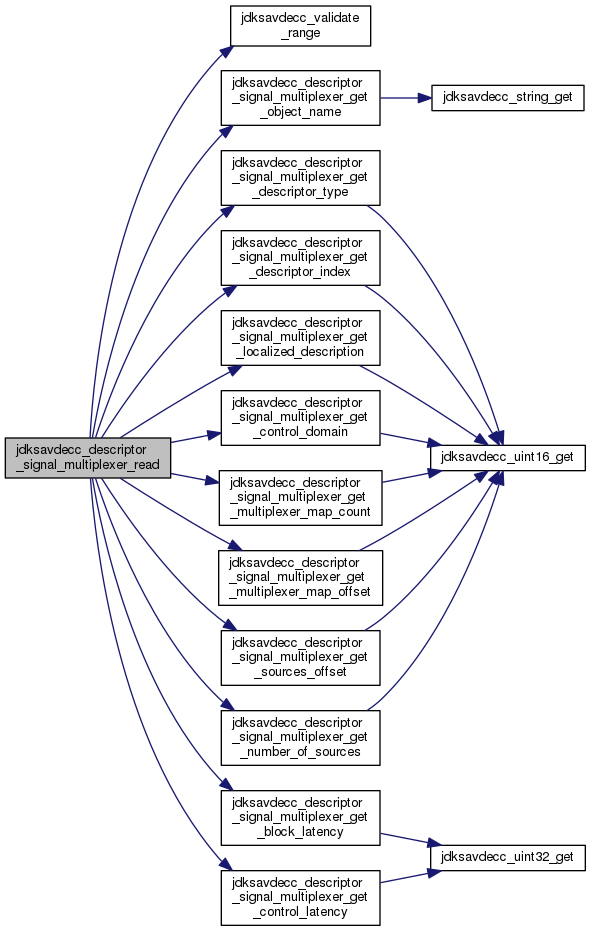 jdksavdecc_validate
_range
jdksavdecc_descriptor
_signal_multiplexer_get
_object_name
jdksavdecc_string_get
jdksavdecc_descriptor
_signal_multiplexer_get
_descriptor_type
jdksavdecc_descriptor
_signal_multiplexer_get
_descriptor_index
jdksavdecc_descriptor
_signal_multiplexer_get
_localized_description
jdksavdecc_descriptor
_signal_multiplexer_get
_control_domain
jdksavdecc_descriptor
_signal_multiplexer_read
jdksavdecc_uint16_get
jdksavdecc_descriptor
_signal_multiplexer_get
_multiplexer_map_count
jdksavdecc_descriptor
_signal_multiplexer_get
_multiplexer_map_offset
jdksavdecc_descriptor
_signal_multiplexer_get
_sources_offset
jdksavdecc_descriptor
_signal_multiplexer_get
_number_of_sources
jdksavdecc_descriptor
_signal_multiplexer_get
_block_latency
jdksavdecc_uint32_get
jdksavdecc_descriptor
_signal_multiplexer_get
_control_latency